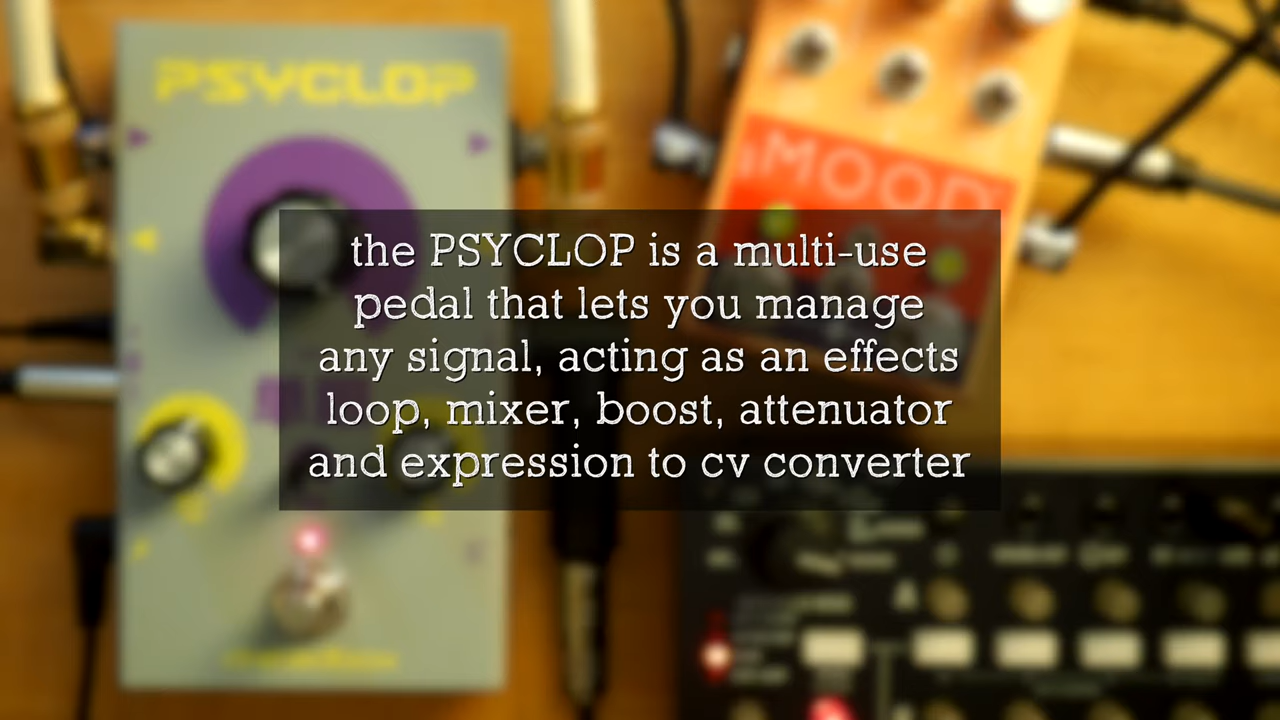 PSYCLOP
MOOD
the PSYCLOP is a multi-use
pedal that lets you manage
any signal, acting as an effects
loop, mixer, boost, attenuator
and expression to cv converter